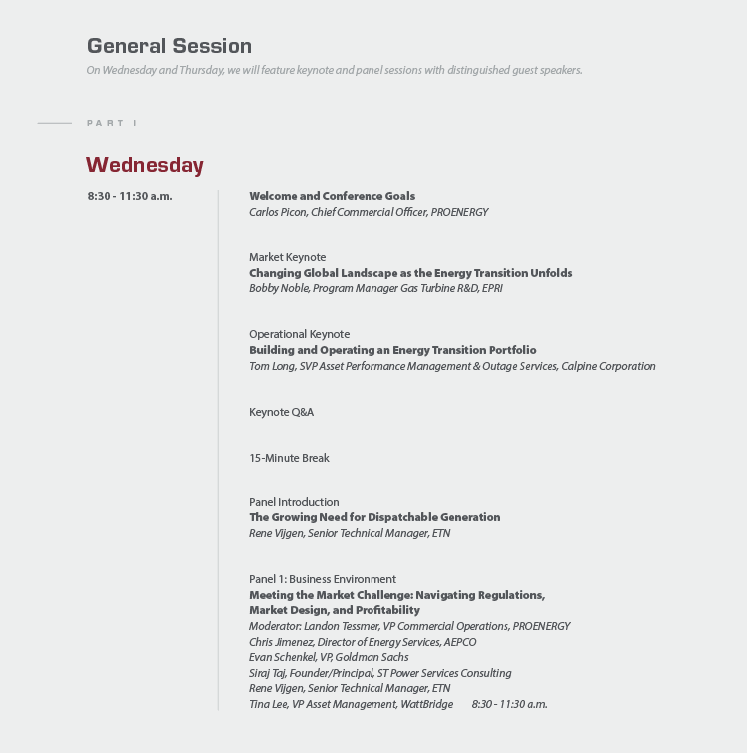 General Session
On Wednesday and Thursday, we will feature keynote and panel sessions with distinguished guest speakers.
PART I
Wednesday
8:30 - 11:30 a.m.
Welcome and Conference Goals
Carlos Picon, Chief Commercial Officer, PROENERGY
Market Keynote
Changing Global Landscape as the Energy Transition Unfolds
Bobby Noble, Program Manager Gas Turbine R&D, EPRI
Operational Keynote
Building and Operating an Energy Transition Portfolio
Tom Long, SVP Asset Performance Management & Outage Services, Calpine Corporation
Keynote Q&A
15-Minute Break
Panel Introduction
The Growing Need for Dispatchable Generation
Rene Vijgen, Senior Technical Manager, ETN
Panel 1: Business Environment
Meeting the Market Challenge: Navigating Regulations,
Market Design, and Profitability
Moderator: Landon Tessmer, VP Commercial Operations, PROENERGY
Chris Jimenez, Director of Energy Services, AEPCO
Evan Schenkel, VP, Goldman Sachs
Siraj Taj, Founder/Principal, ST Power Services Consulting
Rene Vijgen, Senior Technical Manager, ETN
Tina Lee, VP Asset Management, WattBridge 8:30 - 11:30 a.m.